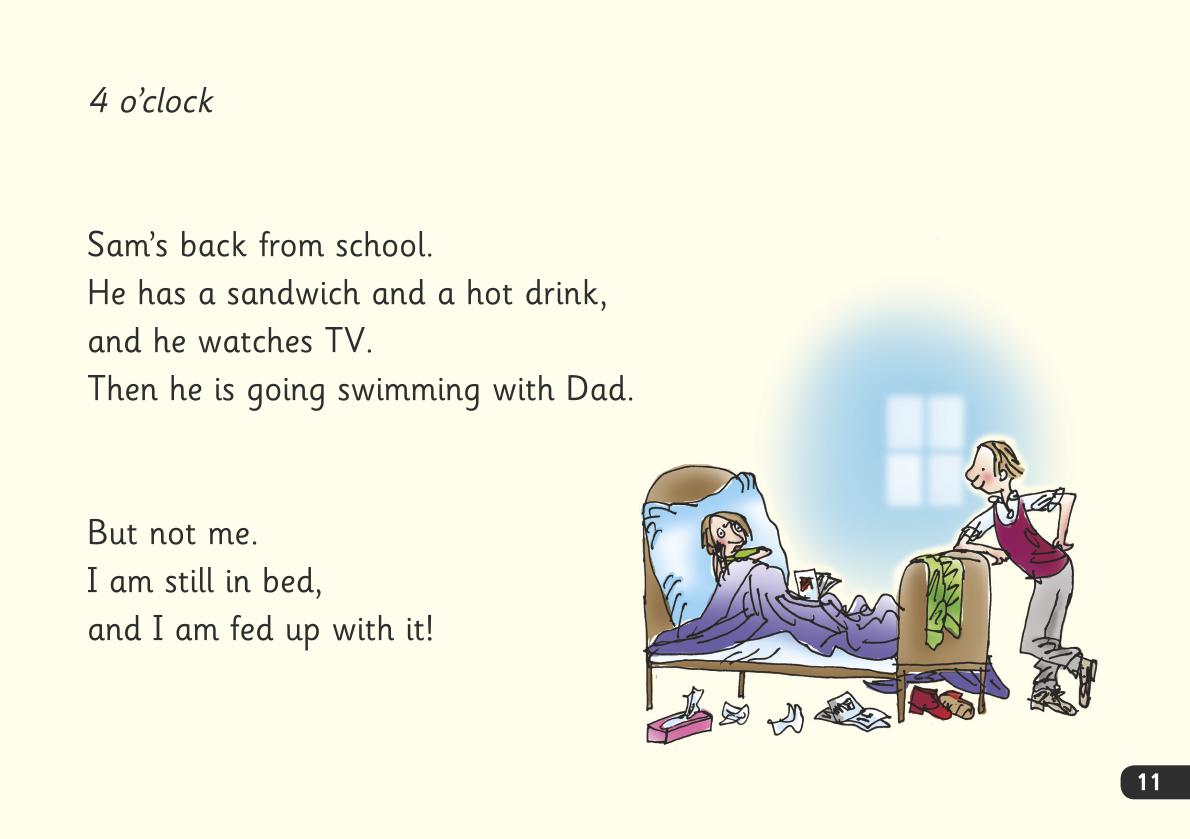 4 o’clock
Sam’s back from school.
He has a sandwich and a hot drink,
and he watches TV.
Then he is going swimming with Dad.
But not me.
I am still in bed,
and I am fed up with it!
11